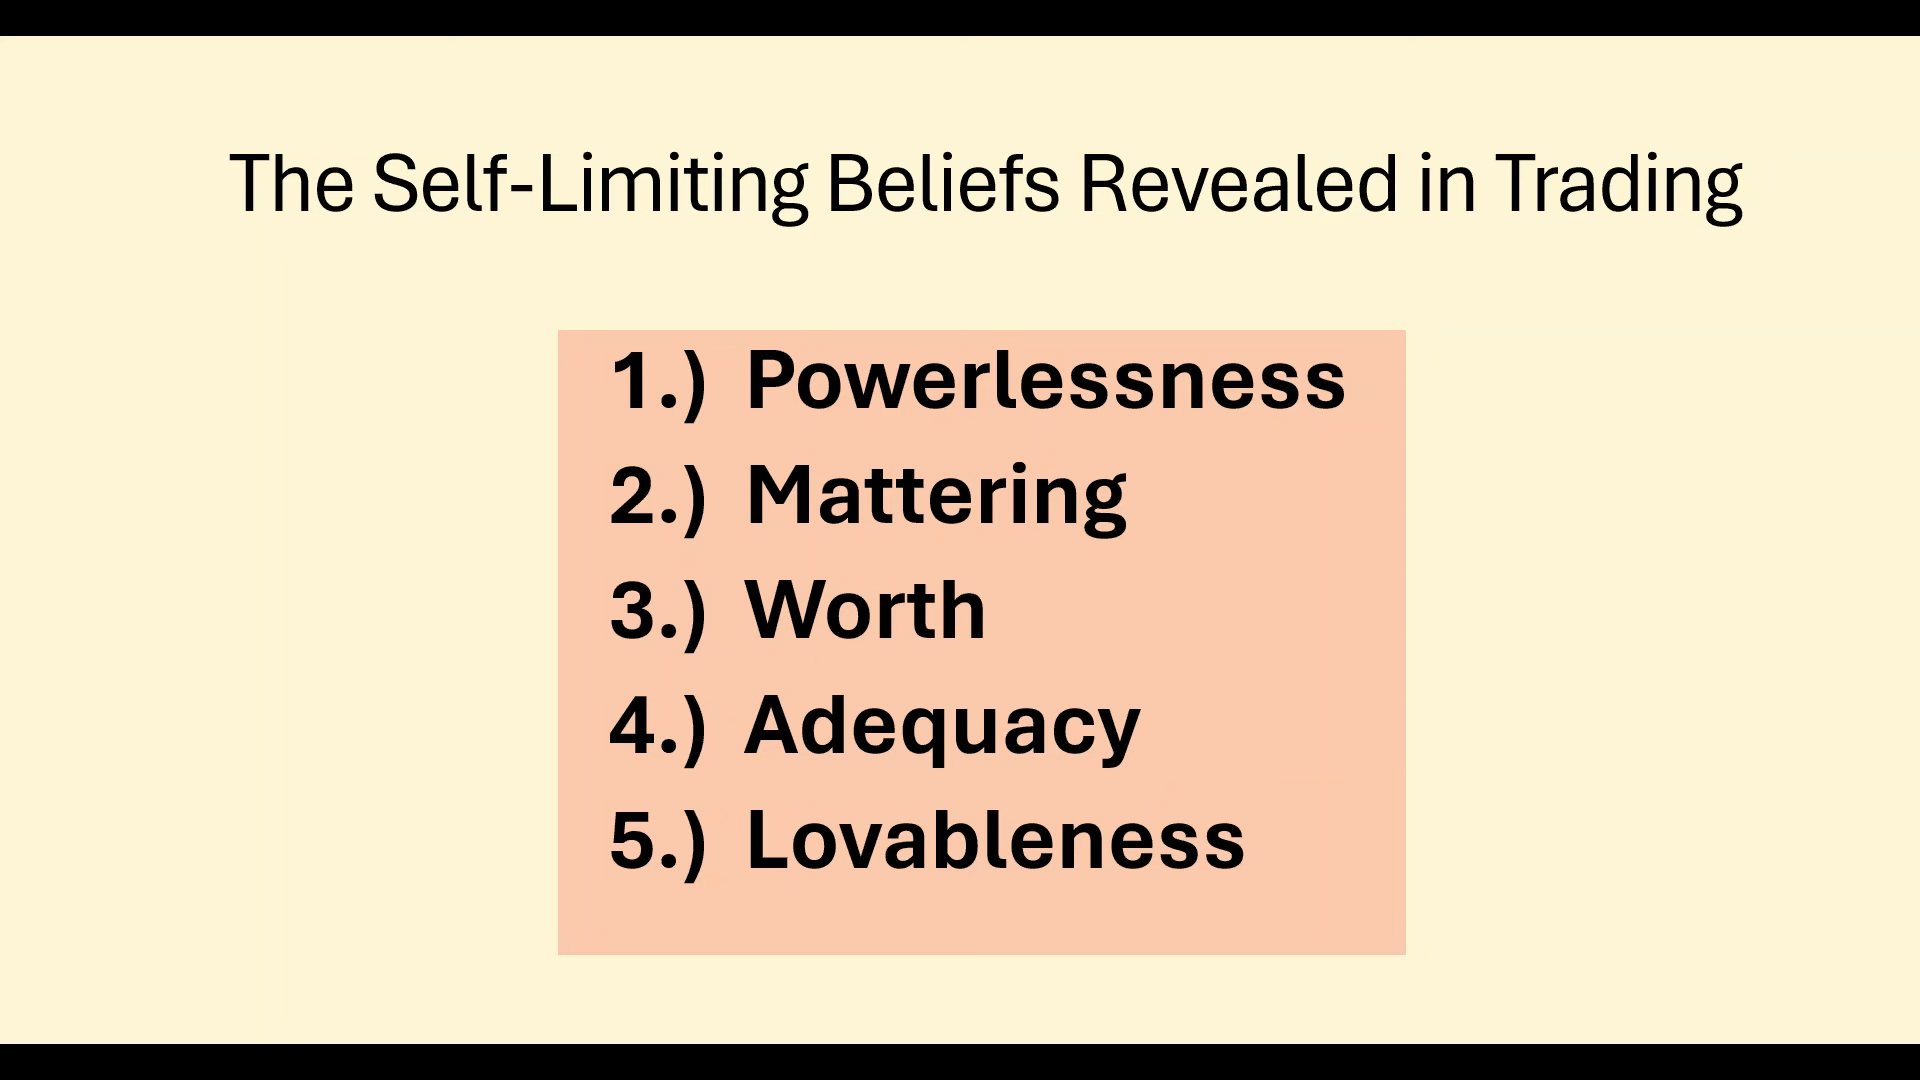 The Self-Limiting Beliefs Revealed in Trading
1.) Powerlessness
2.) Mattering
3.) Worth
4.) Adequacy
5.) Lovableness